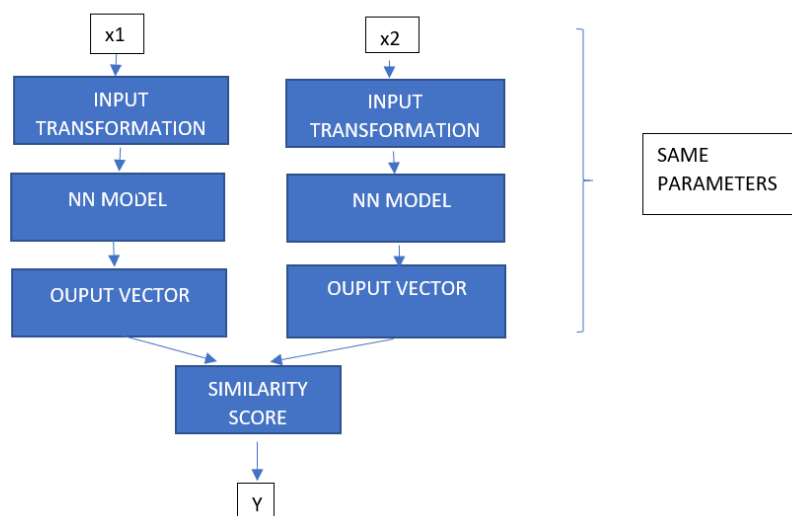 x1
x2
INPUT
TRANSFORMATION
INPUT
TRANSFORMATION
SAME
PARAMETERS
NN MODEL
NN MODEL
OUPUT VECTOR
OUPUT VECTOR
SIMILARITY
SCORE
Y